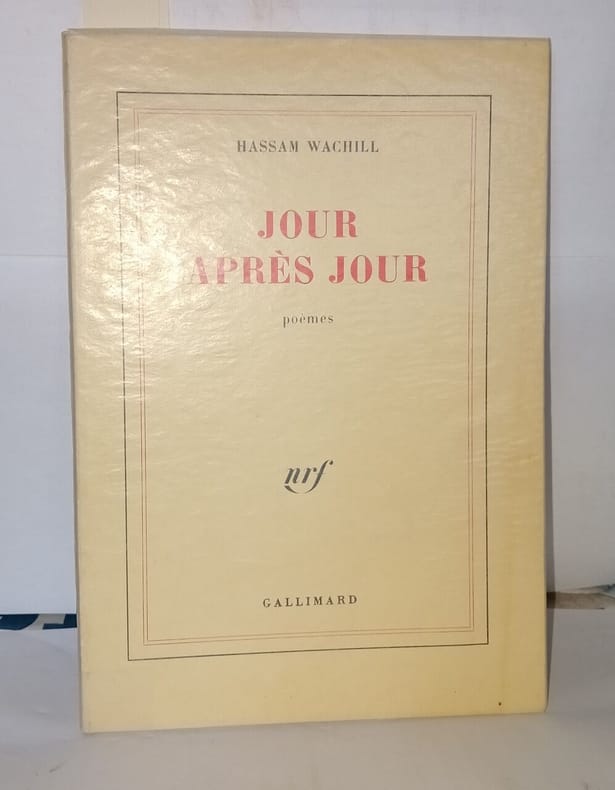 HASSAM WACHILL
JOUR
APRÈS JOUR
poèmes
nrf
GALLIMARD